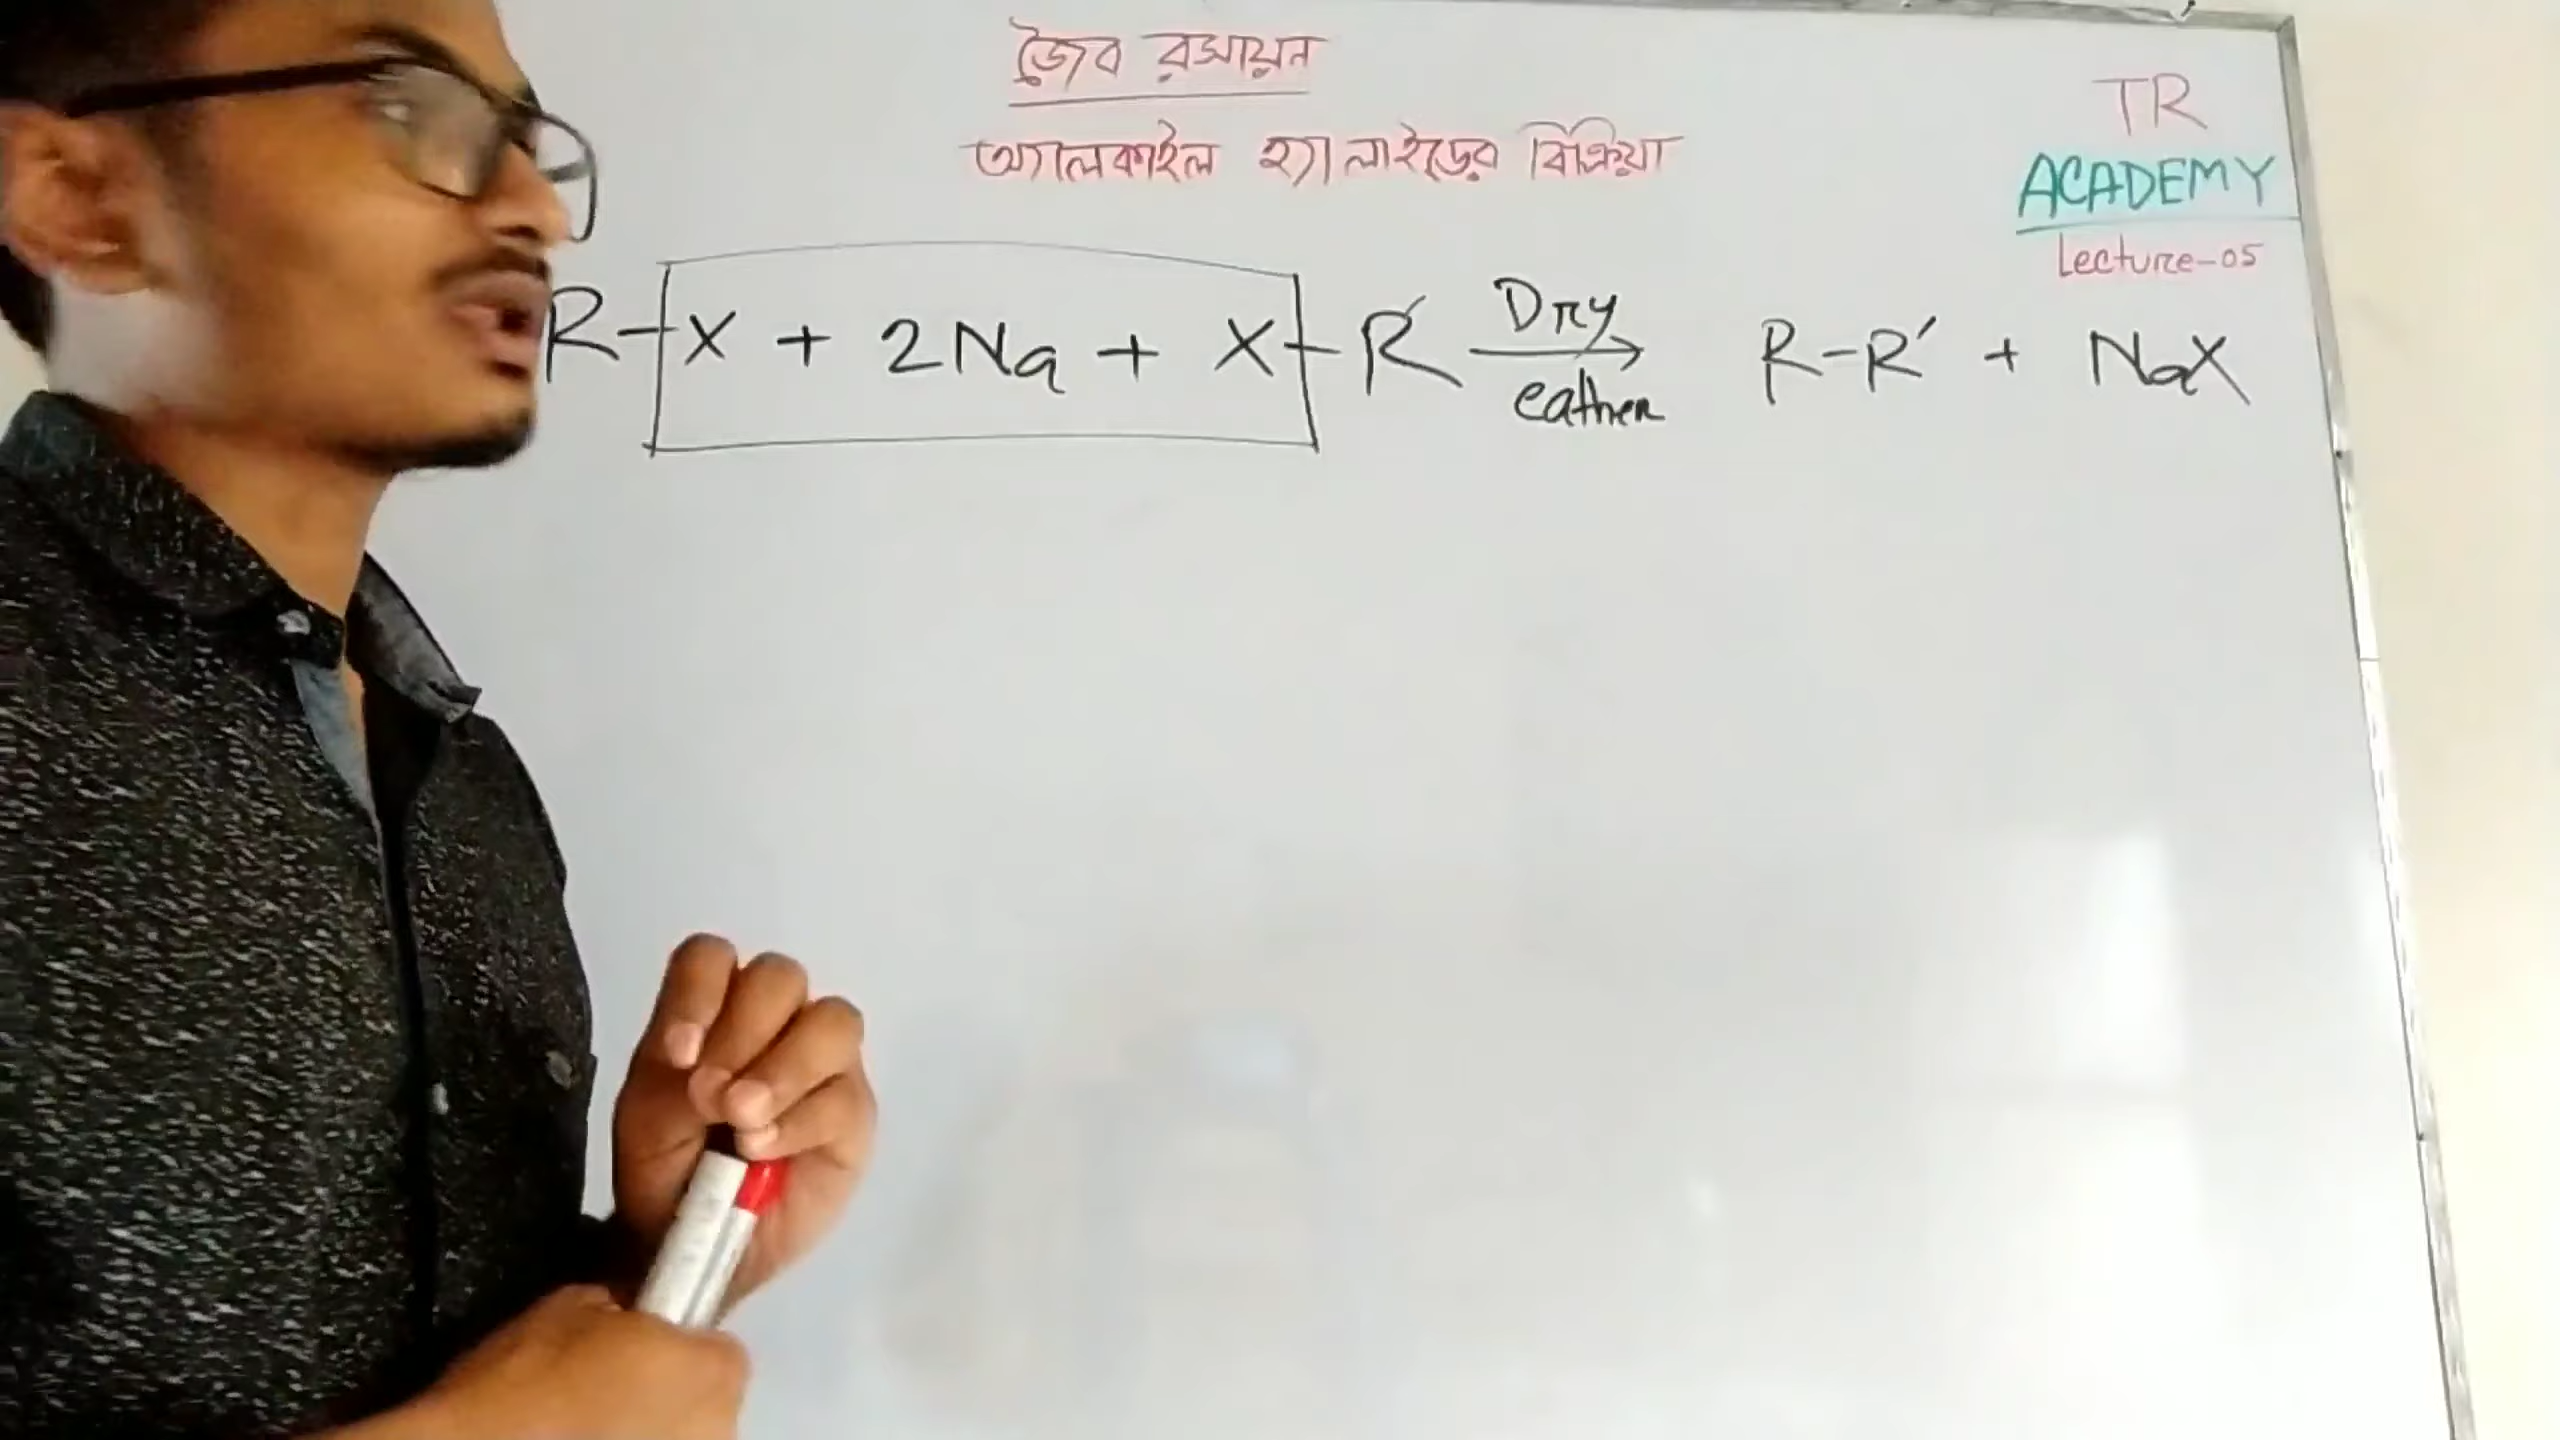 জৈব রসায়ন
অ্যালকাইল হ্যালাইডের বিক্রিয়া
TR
ACADEMY
Lecture-05
R-X + 2Na + X-R' Dry eather → R-R' + NaX